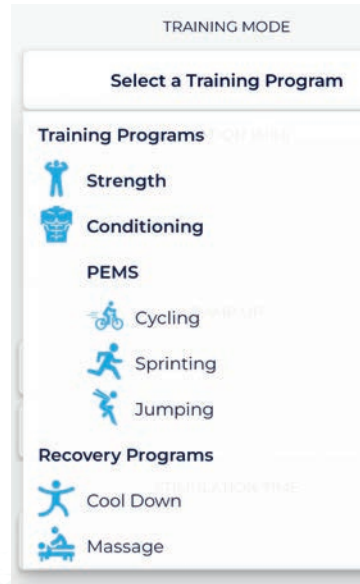 TRAINING MODE
Select a Training Program
Training Programs
Strength
Conditioning
PEMS
Cycling
Sprinting
Jumping
Recovery Programs
Cool Down
Massage